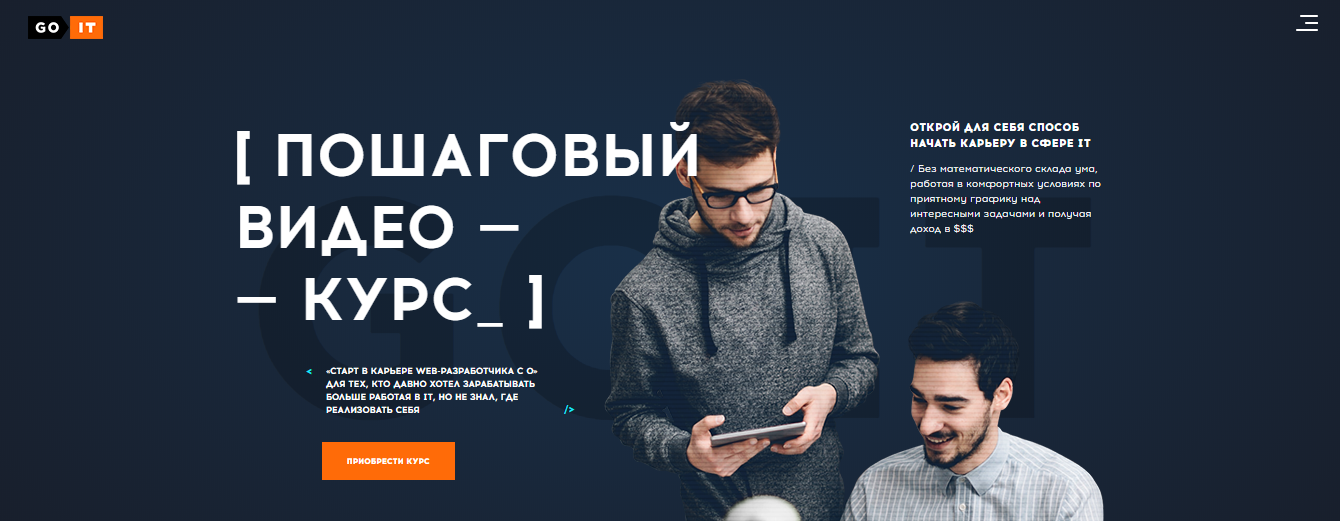 GO IT
[ ПОШАГОВЫЙ
ВИДЕО —
— КУРС_ ]
ОТКРОЙ ДЛЯ СЕБЯ СПОСОБ
НАЧАТЬ КАРЬЕРУ В СФЕРЕ IT
/ Без математического склада ума,
работая в комфортных условиях по
приятному графику над
интересными задачами и получая
доход в $$$
< «СТАРТ В КАРЬЕРЕ WEB-РАЗРАБОТЧИКА С 0»
ДЛЯ ТЕХ, КТО ДАВНО ХОТЕЛ ЗАРАБАТЫВАТЬ
БОЛЬШЕ РАБОТАЯ В IT, НО НЕ ЗНАЛ, ГДЕ
РЕАЛИЗОВАТЬ СЕБЯ />
ПРИОБРЕСТИ КУРС
GO IT